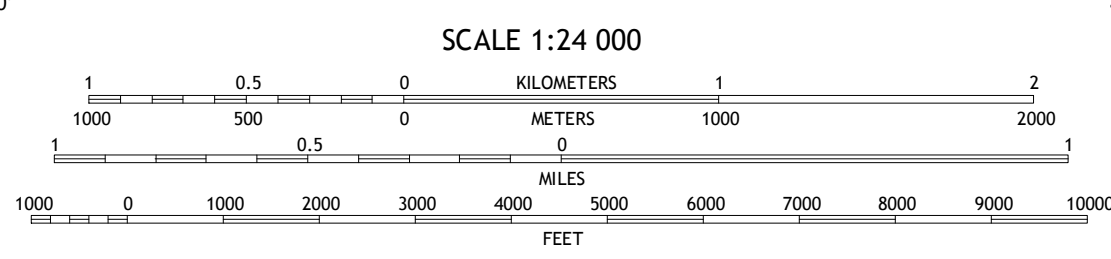 SCALE 1:24 000
1 0.5 0 KILOMETERS 1 2
1000 500 0 METERS 1000 2000
1 0.5 0 1
MILES
1000 0 1000 2000 3000 4000 5000 6000 7000 8000 9000 10000
FEET